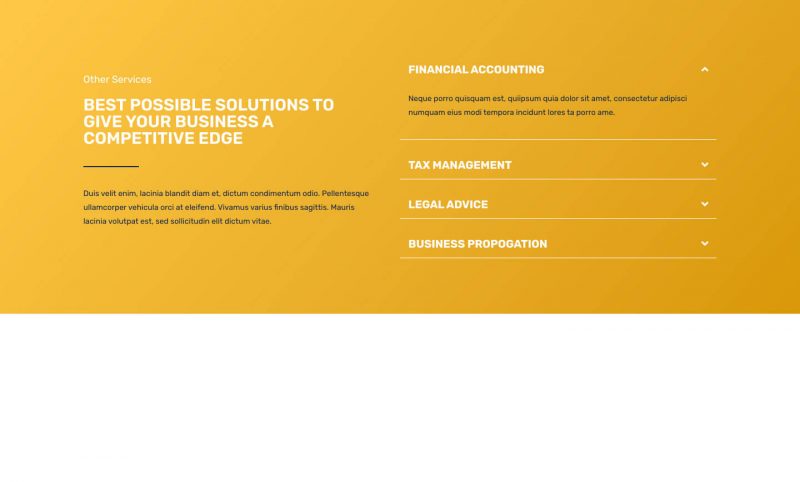 Other Services
BEST POSSIBLE SOLUTIONS TO
GIVE YOUR BUSINESS A
COMPETITIVE EDGE
Duis velit enim, lacinia blandit diam et, dictum condimentum odio. Pellentesque
ullamcorper vehicula orci at eleifend. Vivamus varius finibus sagittis. Mauris
lacinia volutpat est, sed sollicitudin elit dictum vitae.
FINANCIAL ACCOUNTING
Neque porro quisquam est, quiipsum quia dolor sit amet, consectetur adipisci
numquam eius modi tempora incidunt lores ta porro ame.
TAX MANAGEMENT
LEGAL ADVICE
BUSINESS PROPOGATION